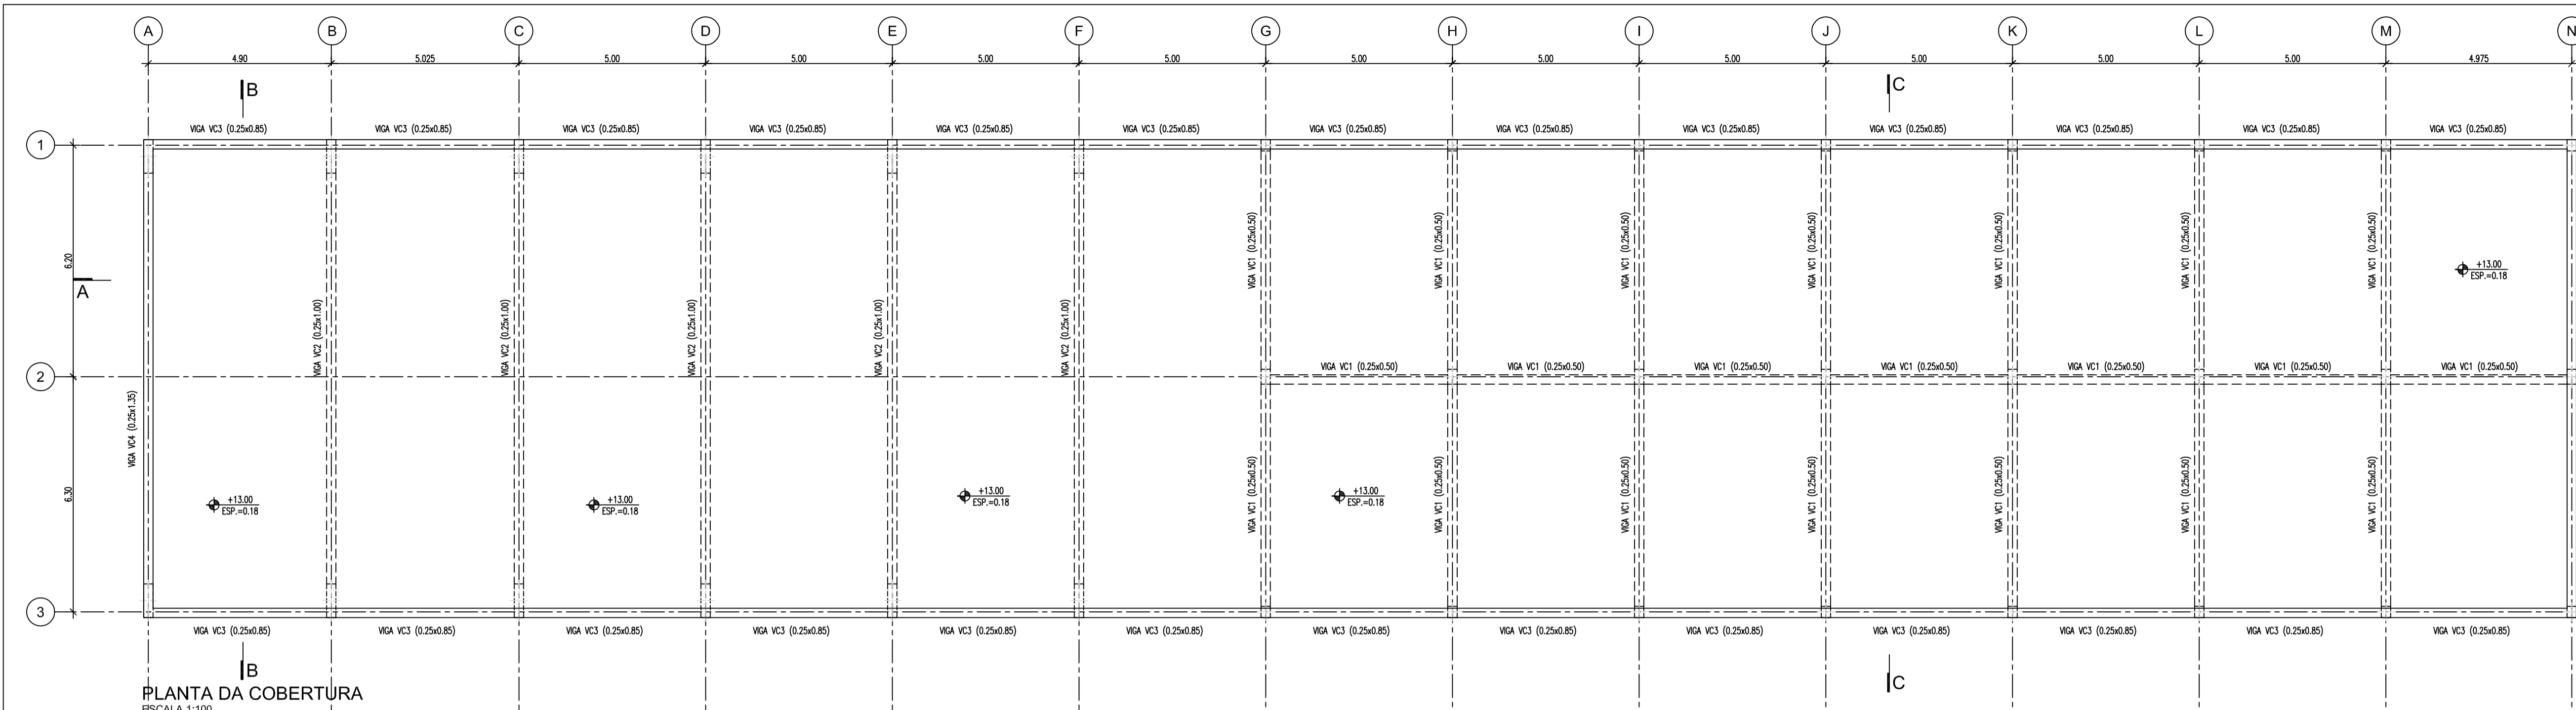 A B C D E F G H I J K L M N
4.90 5.025 5.00 5.00 5.00 5.00 5.00 5.00 5.00 5.00 5.00 5.00 4.975
B C
VIGA VC3 (0.25x0.85) VIGA VC3 (0.25x0.85) VIGA VC3 (0.25x0.85) VIGA VC3 (0.25x0.85) VIGA VC3 (0.25x0.85) VIGA VC3 (0.25x0.85) VIGA VC3 (0.25x0.85) VIGA VC3 (0.25x0.85) VIGA VC3 (0.25x0.85) VIGA VC3 (0.25x0.85) VIGA VC3 (0.25x0.85) VIGA VC3 (0.25x0.85) VIGA VC3 (0.25x0.85)
1
VIGA VC1 (0.25x0.50) VIGA VC1 (0.25x0.50) VIGA VC1 (0.25x0.50) VIGA VC1 (0.25x0.50) VIGA VC1 (0.25x0.50) VIGA VC1 (0.25x0.50) VIGA VC1 (0.25x0.50)
6.20
+13.00
ESP.=0.18
A
VIGA VC2 (0.25x1.00) VIGA VC2 (0.25x1.00) VIGA VC2 (0.25x1.00) VIGA VC2 (0.25x1.00) VIGA VC2 (0.25x1.00)
VIGA VC1 (0.25x0.50) VIGA VC1 (0.25x0.50) VIGA VC1 (0.25x0.50) VIGA VC1 (0.25x0.50) VIGA VC1 (0.25x0.50) VIGA VC1 (0.25x0.50) VIGA VC1 (0.25x0.50)
2
VIGA VC4 (0.25x1.35)
VIGA VC1 (0.25x0.50) VIGA VC1 (0.25x0.50) VIGA VC1 (0.25x0.50) VIGA VC1 (0.25x0.50) VIGA VC1 (0.25x0.50) VIGA VC1 (0.25x0.50) VIGA VC1 (0.25x0.50)
6.30
+13.00 +13.00 +13.00 +13.00
ESP.=0.18 ESP.=0.18 ESP.=0.18 ESP.=0.18
3
VIGA VC3 (0.25x0.85) VIGA VC3 (0.25x0.85) VIGA VC3 (0.25x0.85) VIGA VC3 (0.25x0.85) VIGA VC3 (0.25x0.85) VIGA VC3 (0.25x0.85) VIGA VC3 (0.25x0.85) VIGA VC3 (0.25x0.85) VIGA VC3 (0.25x0.85) VIGA VC3 (0.25x0.85) VIGA VC3 (0.25x0.85) VIGA VC3 (0.25x0.85) VIGA VC3 (0.25x0.85)
B C
PLANTA DA COBERTURA
ESCALA 1:100